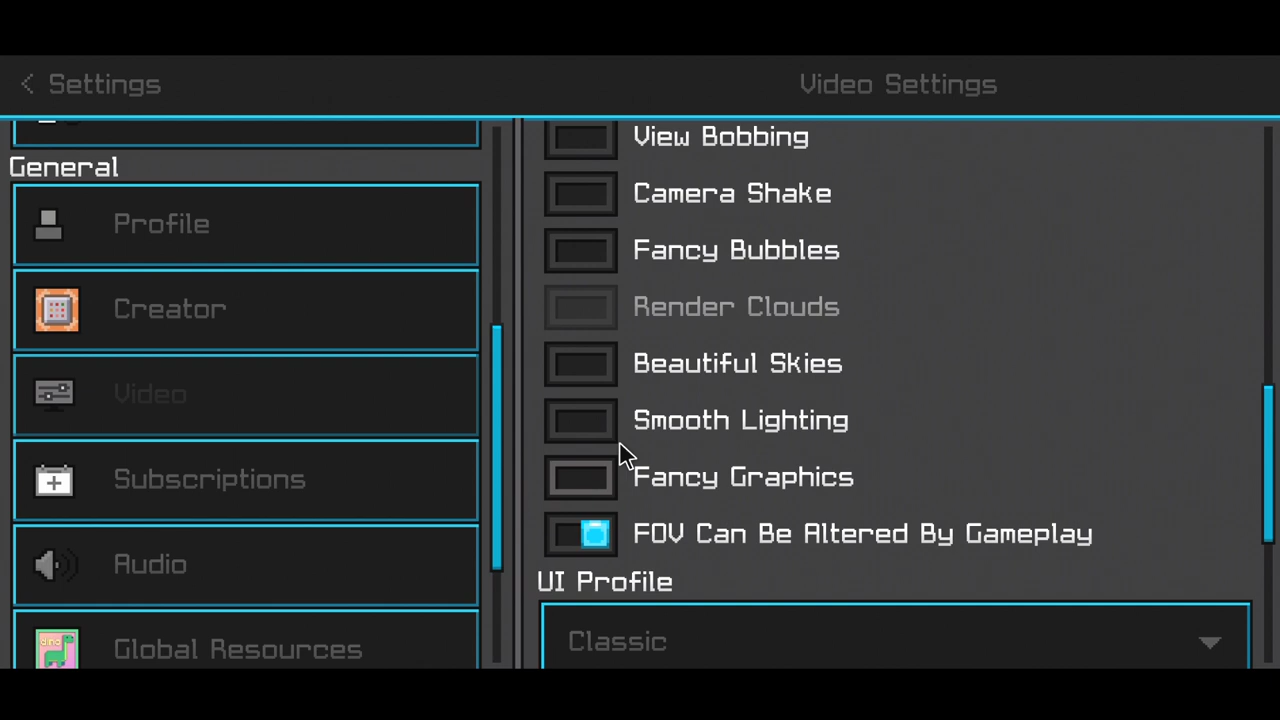 Settings
Video Settings
General
Profile
Creator
Video
Subscriptions
Audio
Global Resources
View Bobbing
Camera Shake
Fancy Bubbles
Render Clouds
Beautiful Skies
Smooth Lighting
Fancy Graphics
FOV Can Be Altered By Gameplay
UI Profile
Classic